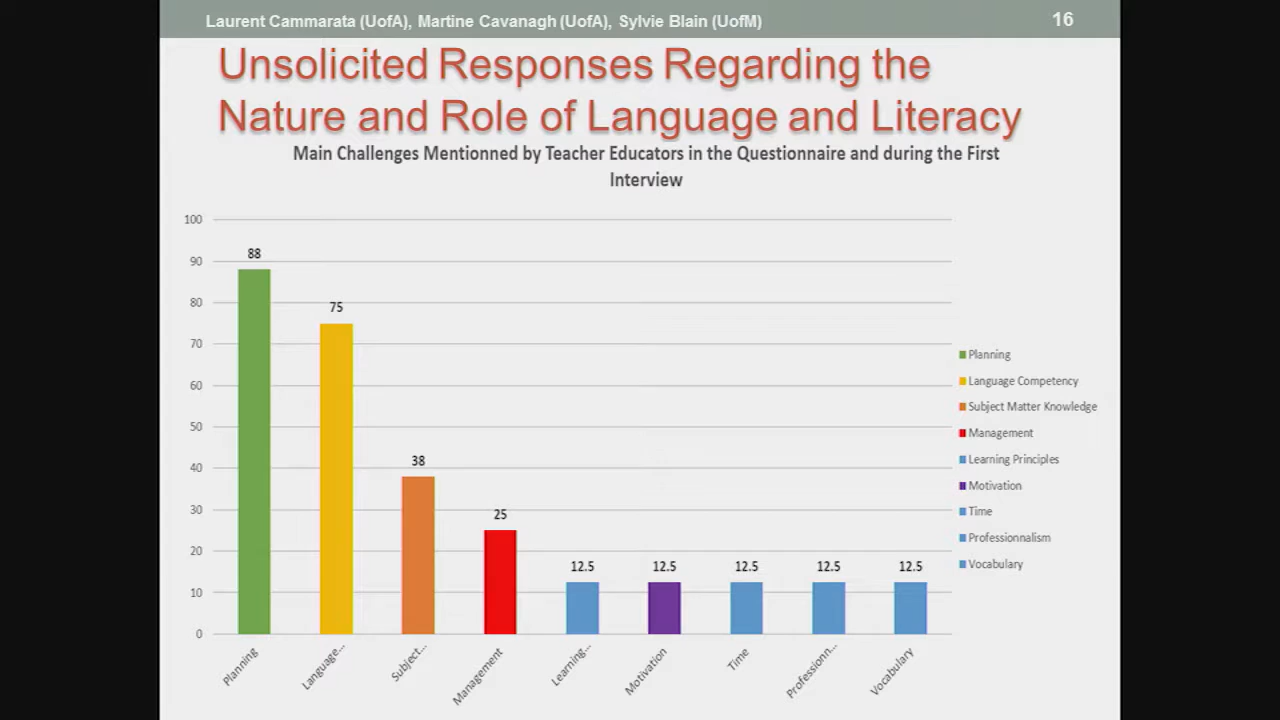 Laurent Cammarata (UofA), Martine Cavanagh (UofA), Sylvie Blain (UofM)
16
Unsolicited Responses Regarding the
Nature and Role of Language and Literacy
Main Challenges Mentionned by Teacher Educators in the Questionnaire and during the First
Interview
100
90
80
70
60
50
40
30
20
10
0
88
75
38
25
12.5
12.5
12.5
12.5
12.5
Planning
Language...
Subject...
Management
Learning...
Motivation
Time
Professionn...
Vocabulary
Planning
Language Competency
Subject Matter Knowledge
Management
Learning Principles
Motivation
Time
Professionnalism
Vocabulary